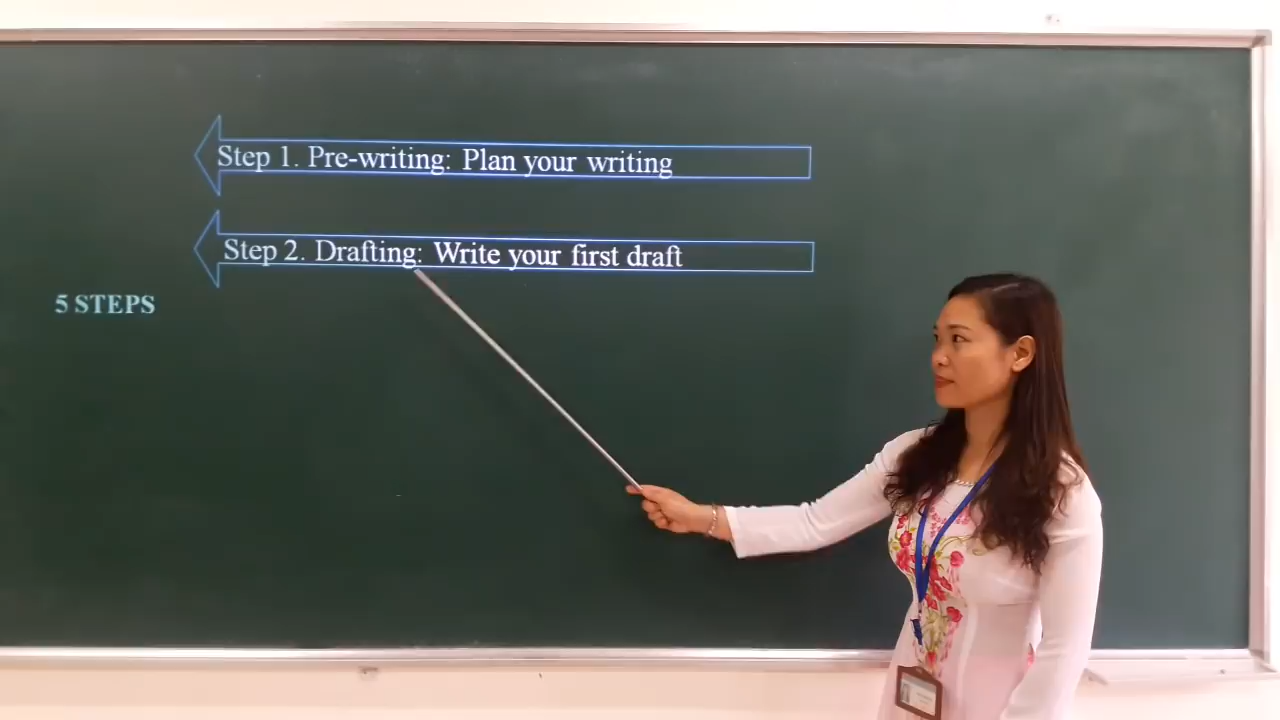 Step 1. Pre-writing: Plan your writing
Step 2. Drafting: Write your first draft
5 STEPS